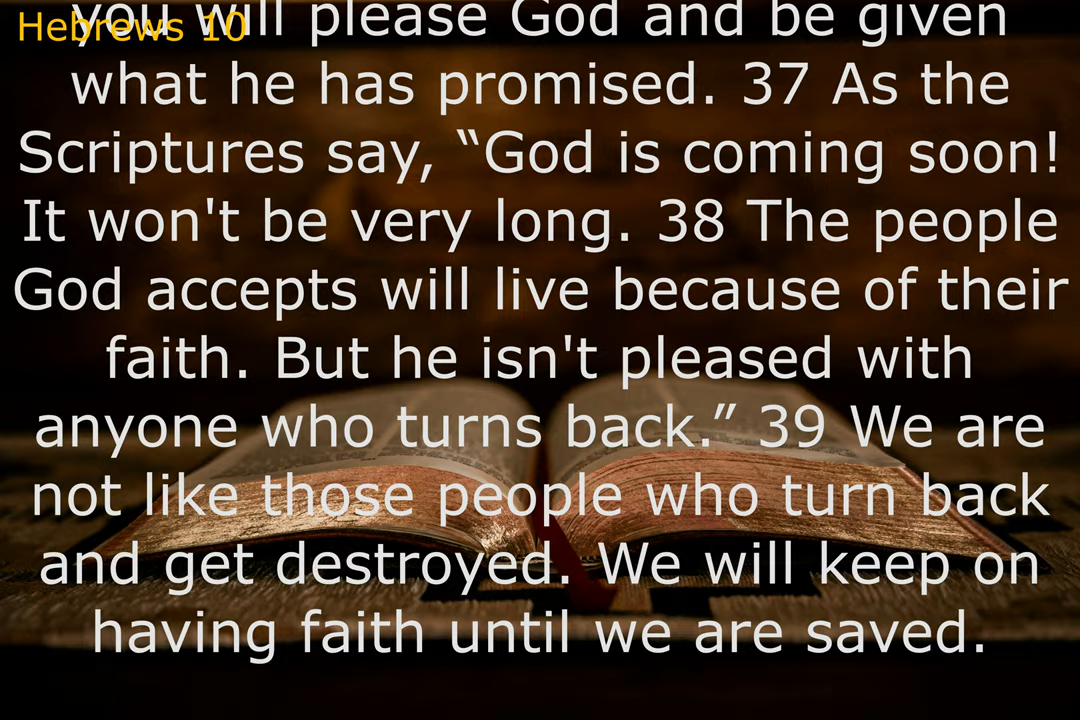 Hebrews 10
you will please God and be given
what he has promised. 37 As the
Scriptures say, “God is coming soon!
It won't be very long. 38 The people
God accepts will live because of their
faith. But he isn't pleased with
anyone who turns back.” 39 We are
not like those people who turn back
and get destroyed. We will keep on
having faith until we are saved.